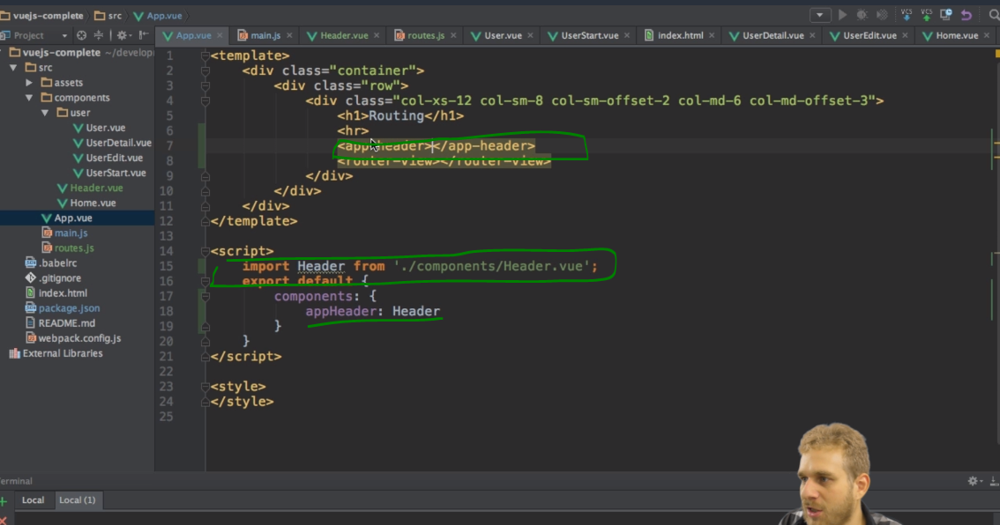 vuejs-complete src App.vue
Project
App.vue main.js Header.vue routes.js User.vue UserStart.vue index.html UserDetail.vue UserEdit.vue Home.vue
VCS VCS
vuejs-complete ~/develop
src
assets
components
user
User.vue
UserDetail.vue
UserEdit.vue
UserStart.vue
Header.vue
Home.vue
App.vue
main.js
routes.js
.babelrc
.gitignore
index.html
package.json
README.md
webpack.config.js
External Libraries
1 <template>
2 <div class="container">
3 <div class="row">
4 <div class="col-xs-12 col-sm-8 col-sm-offset-2 col-md-6 col-md-offset-3">
5 <h1>Routing</h1>
6 <hr>
7 <app-header></app-header>
8 <router-view></router-view>
9 </div>
10 </div>
11 </div>
12 </template>
13
14 <script>
15 import Header from './components/Header.vue';
16 export default {
17 components: {
18 appHeader: Header
19 }
20 }
21 </script>
22
23 <style>
24 </style>
25
erminal
Local Local (1)